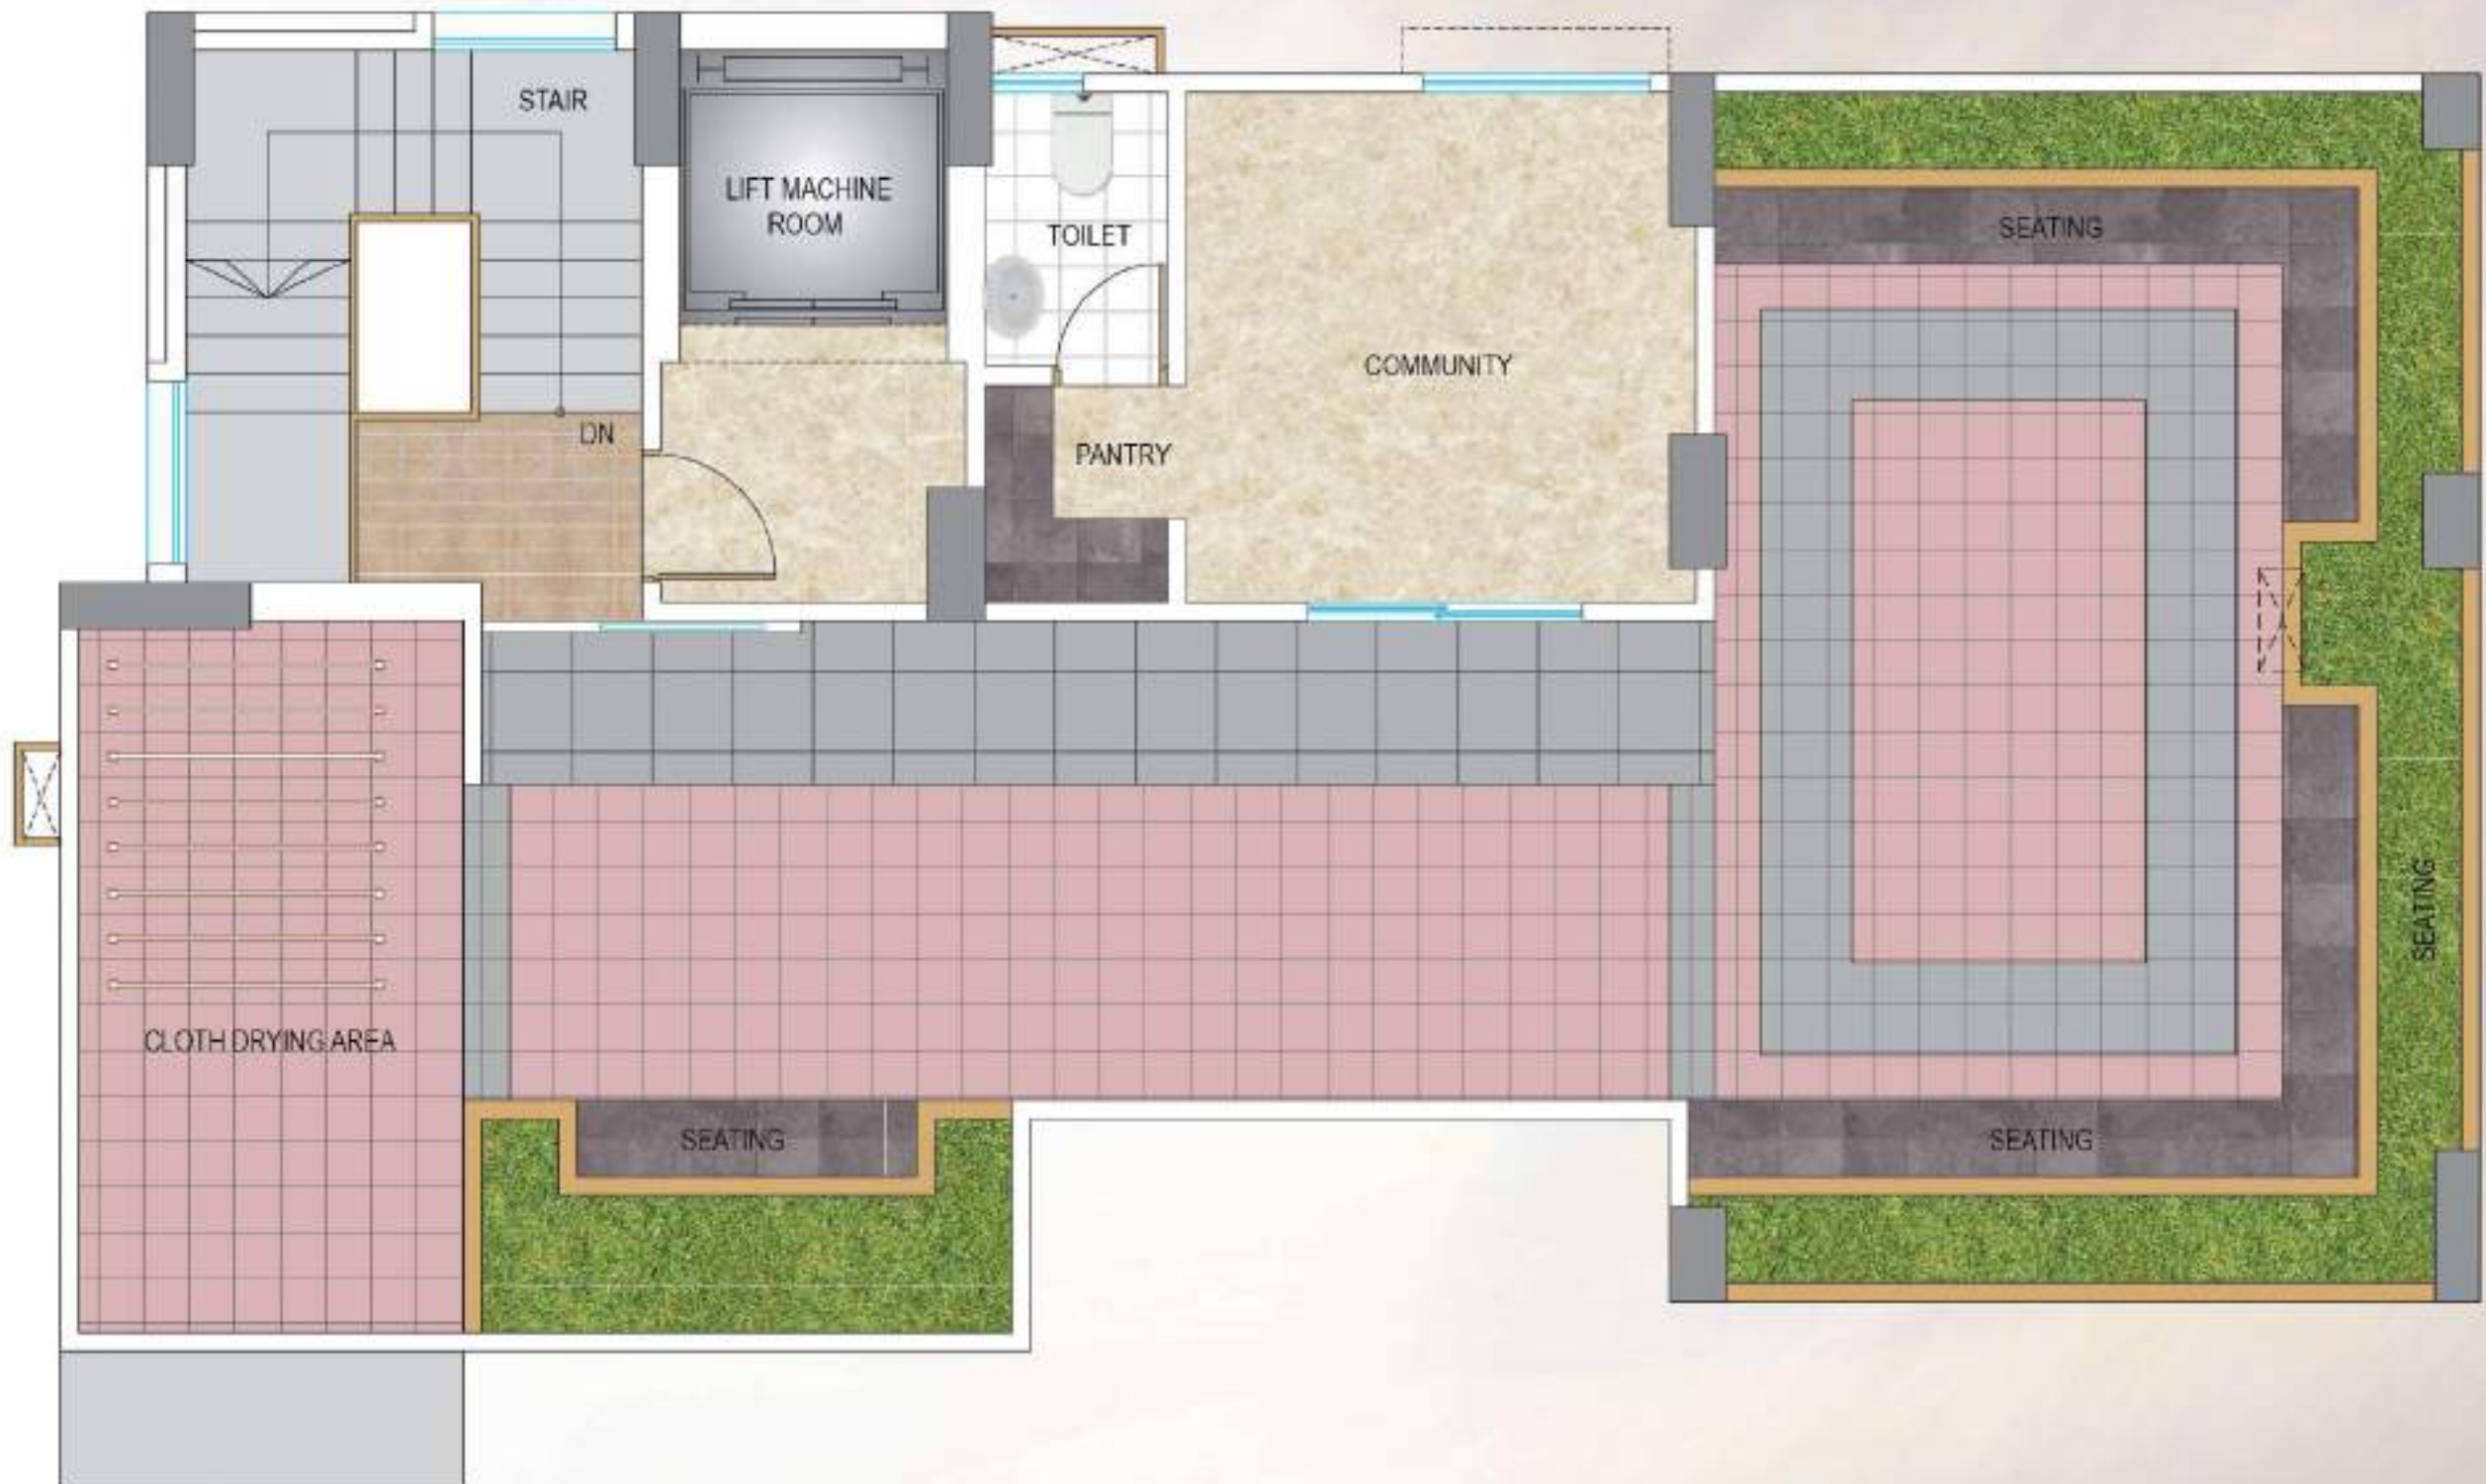 STAIR
LIFT MACHINE
ROOM
TOILET
SEATING
COMMUNITY
DN
PANTRY
SEATING
CLOTH DRYING AREA
SEATING
SEATING